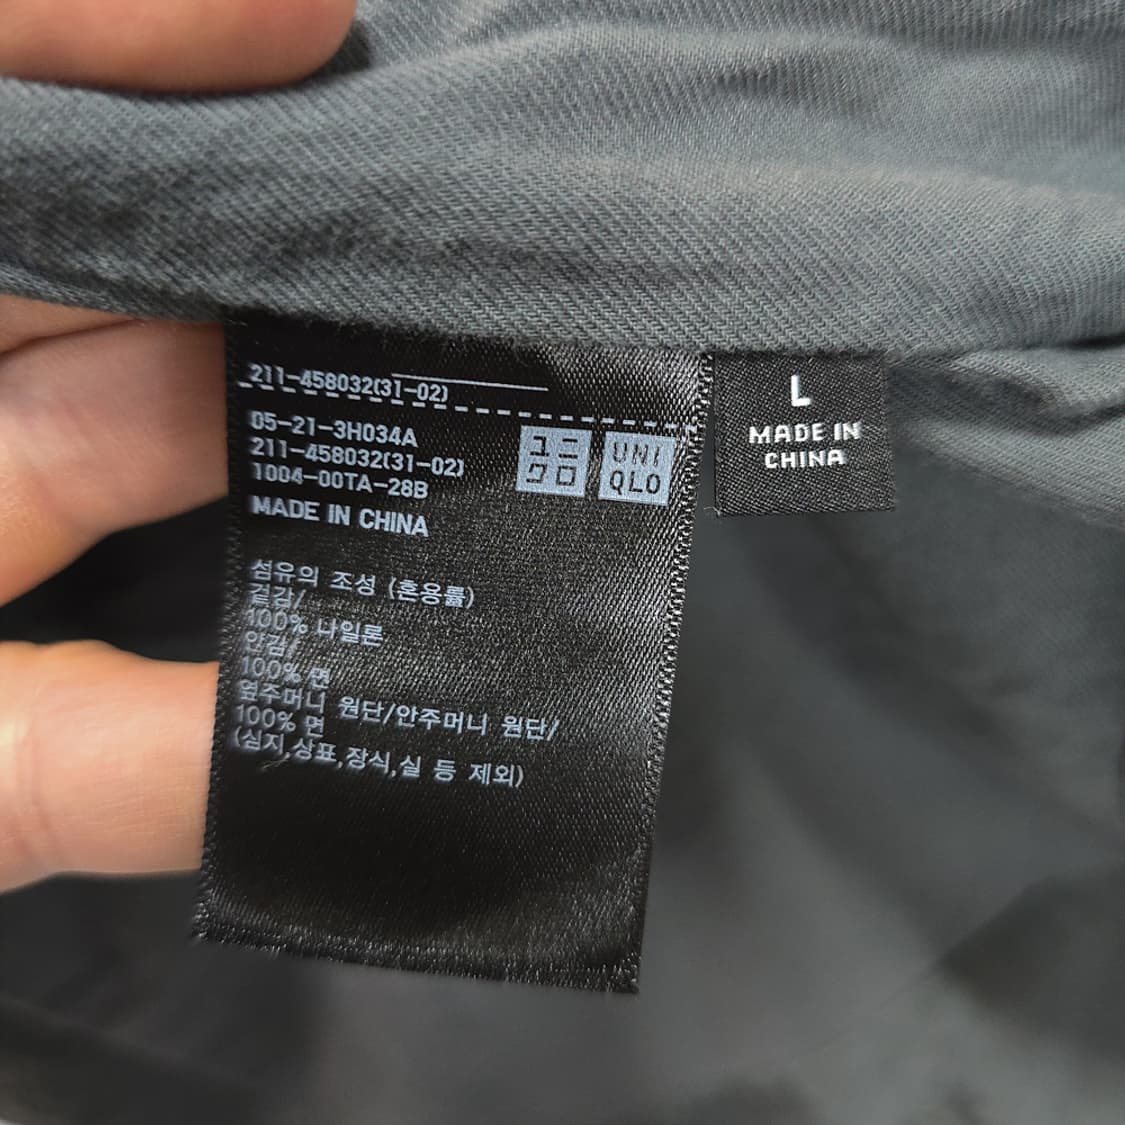 211-458032(31-02)
05-21-3H034A
211-458032(31-02)
1004-00TA-28B
MADE IN CHINA
ユニ
クロ
UNI
QLO
섬유의 조성 (혼용률)
겉감/
100% 나일론
안감/
100% 면
옆주머니 원단/안주머니 원단/
100% 면
(심지,상표,장식,실 등 제외)
L
MADE IN
CHINA